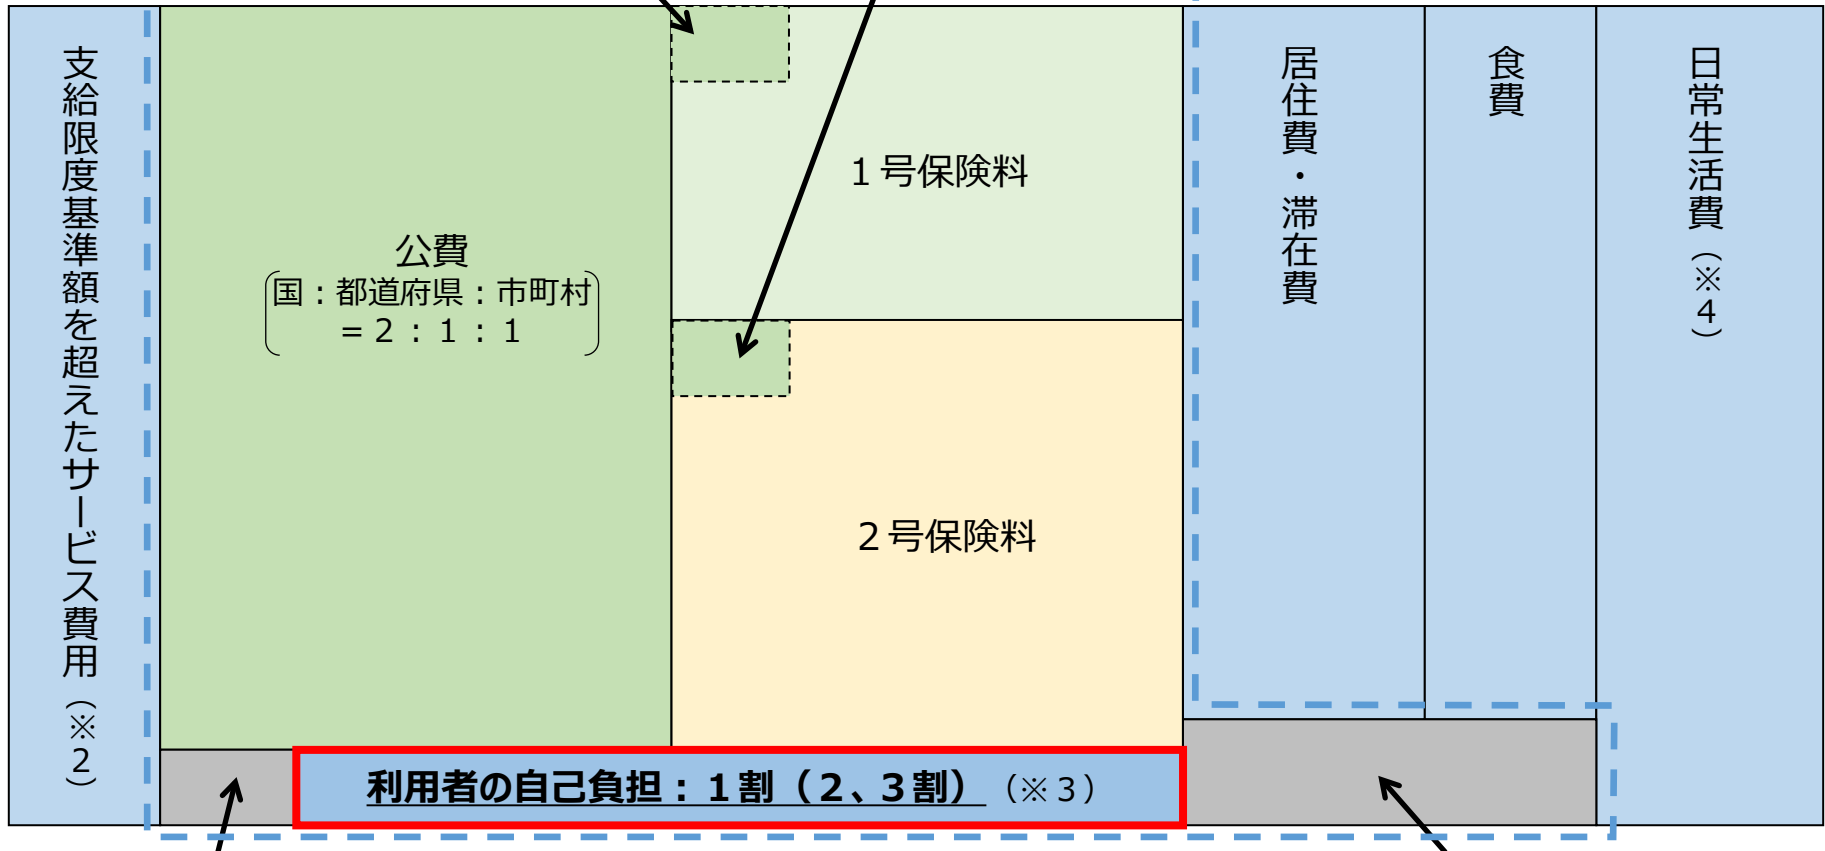 支給限度基準額を超えたサービス費用（※２）
公費
国：都道府県：市町村
＝２：１：１
１号保険料
２号保険料
利用者の自己負担：１割（２、３割）（※３）
居住費・滞在費
食費
日常生活費（※４）